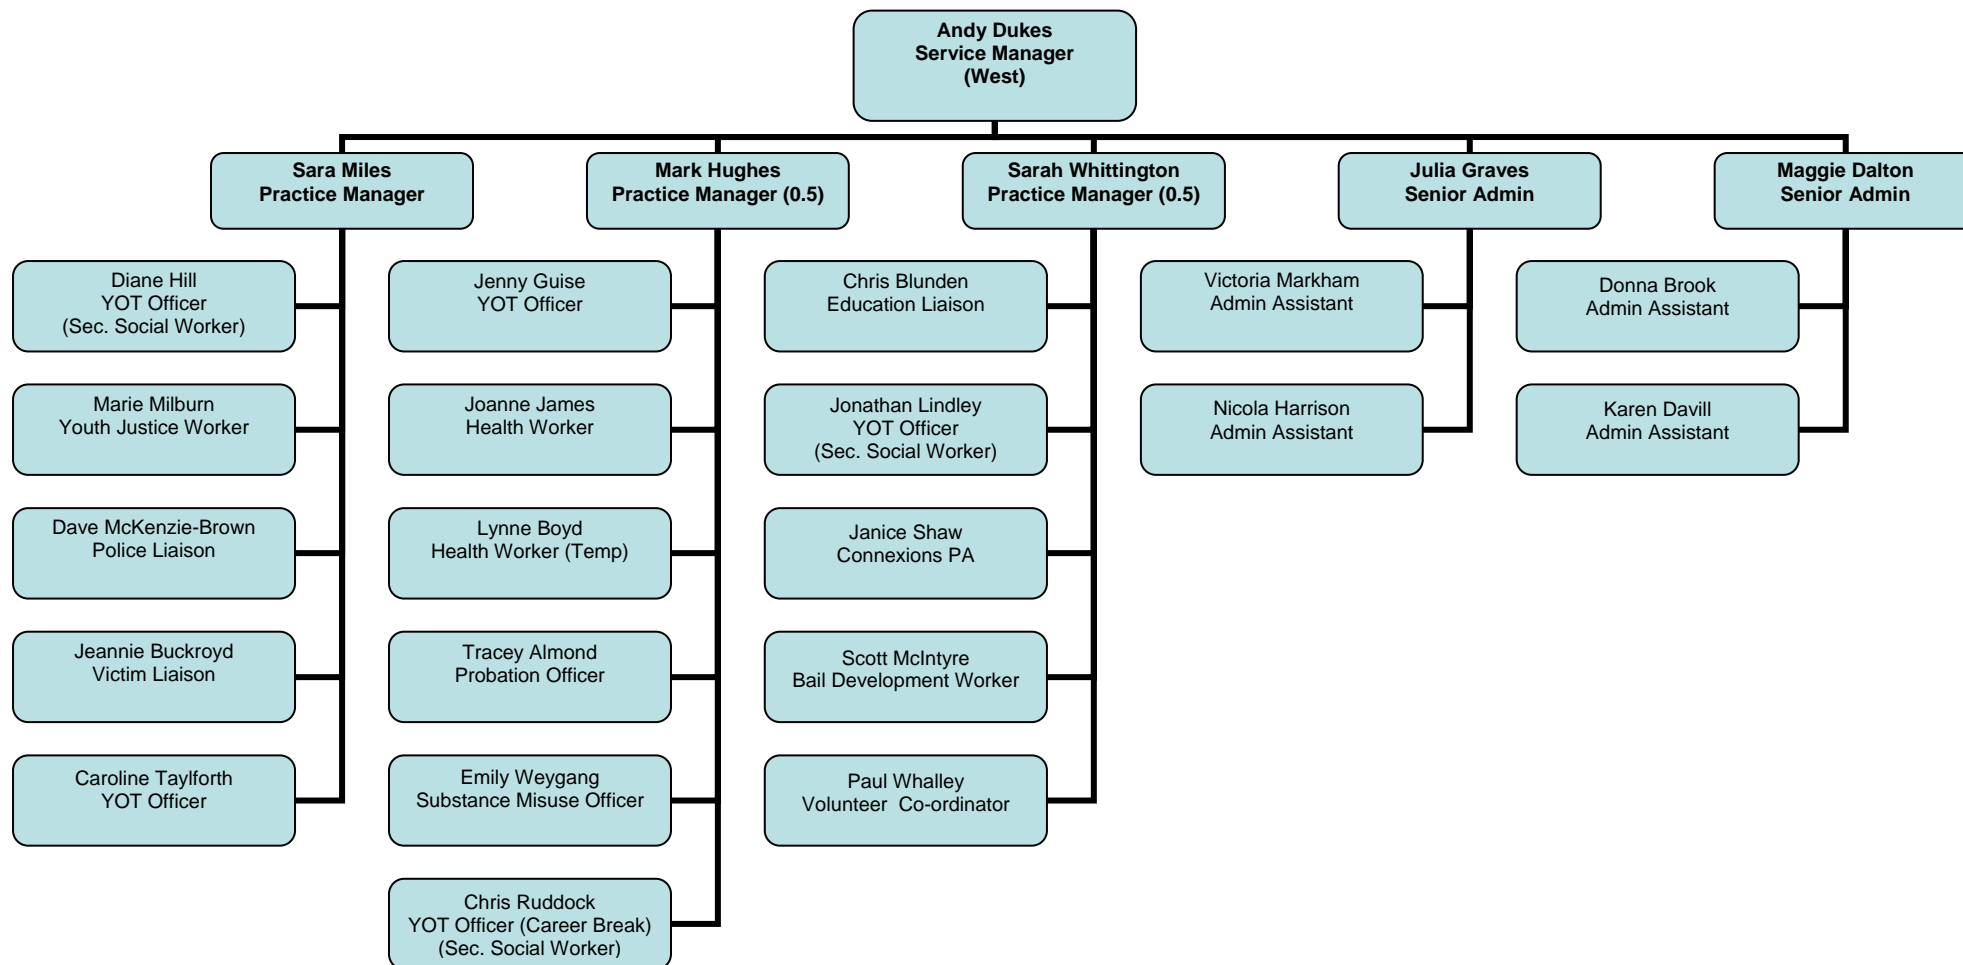 Andy Dukes
Service Manager
(West)
Sara Miles
Practice Manager
Mark Hughes
Practice Manager (0.5)
Sarah Whittington
Practice Manager (0.5)
Julia Graves
Senior Admin
Maggie Dalton
Senior Admin
Diane Hill
YOT Officer
(Sec. Social Worker)
Marie Milburn
Youth Justice Worker
Dave McKenzie-Brown
Police Liaison
Jeannie Buckroyd
Victim Liaison
Caroline Taylforth
YOT Officer
Jenny Guise
YOT Officer
Joanne James
Health Worker
Lynne Boyd
Health Worker (Temp)
Tracey Almond
Probation Officer
Emily Weygang
Substance Misuse Officer
Chris Ruddock
YOT Officer (Career Break)
(Sec. Social Worker)
Chris Blunden
Education Liaison
Jonathan Lindley
YOT Officer
(Sec. Social Worker)
Janice Shaw
Connexions PA
Scott McIntyre
Bail Development Worker
Paul Whalley
Volunteer  Co-ordinator
Victoria Markham
Admin Assistant
Nicola Harrison
Admin Assistant
Donna Brook
Admin Assistant
Karen Davill
Admin Assistant